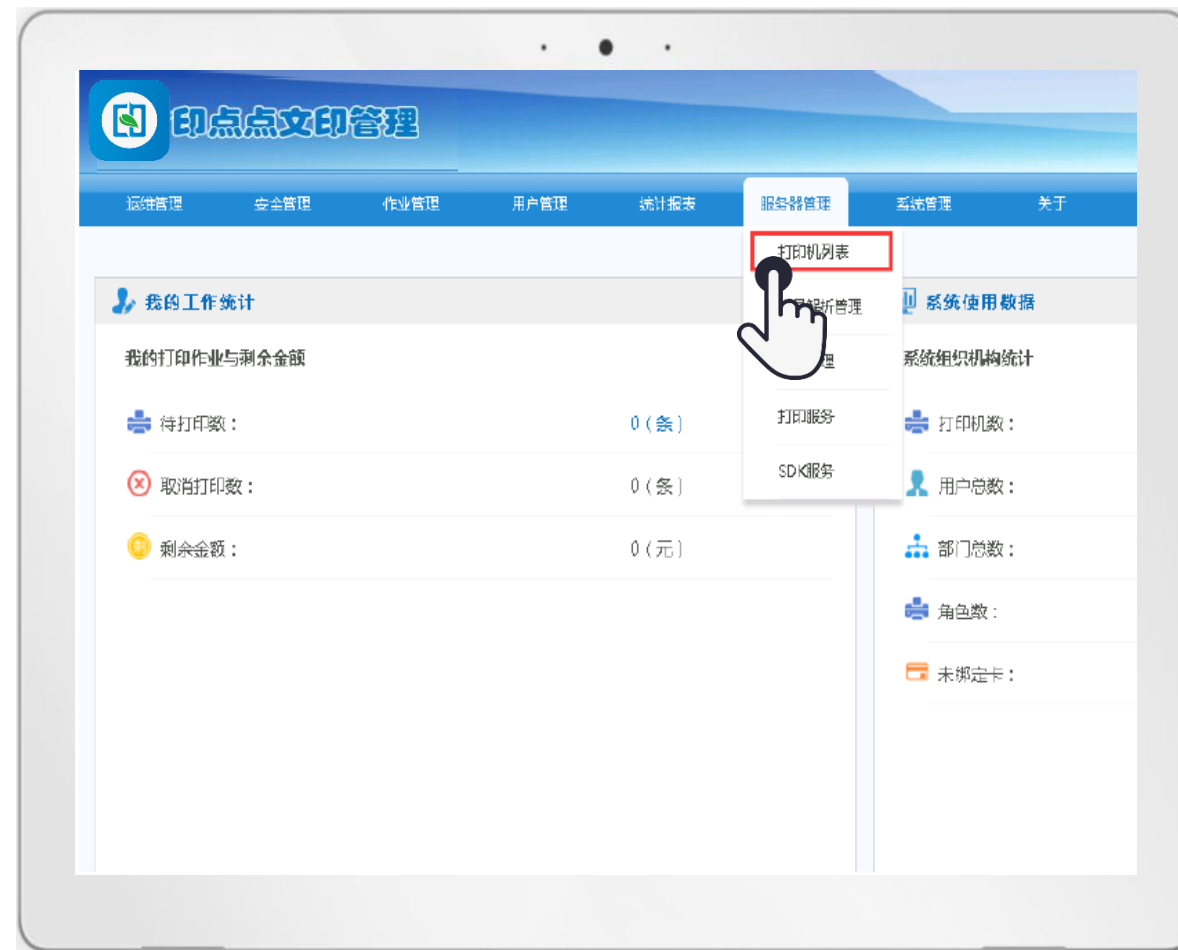 印点点文印管理
运维管理 安全管理 作业管理 用户管理 统计报表 服务器管理 系统管理 关于
打印机列表
解析管理
理
打印服务
SDK服务
我的工作统计
我的打印作业与剩余金额
待打印数： 0（条）
取消打印数： 0（条）
剩余金额： 0（元）
系统使用数据
系统组织机构统计
打印机数：
用户总数：
部门总数：
角色数：
未绑定卡：